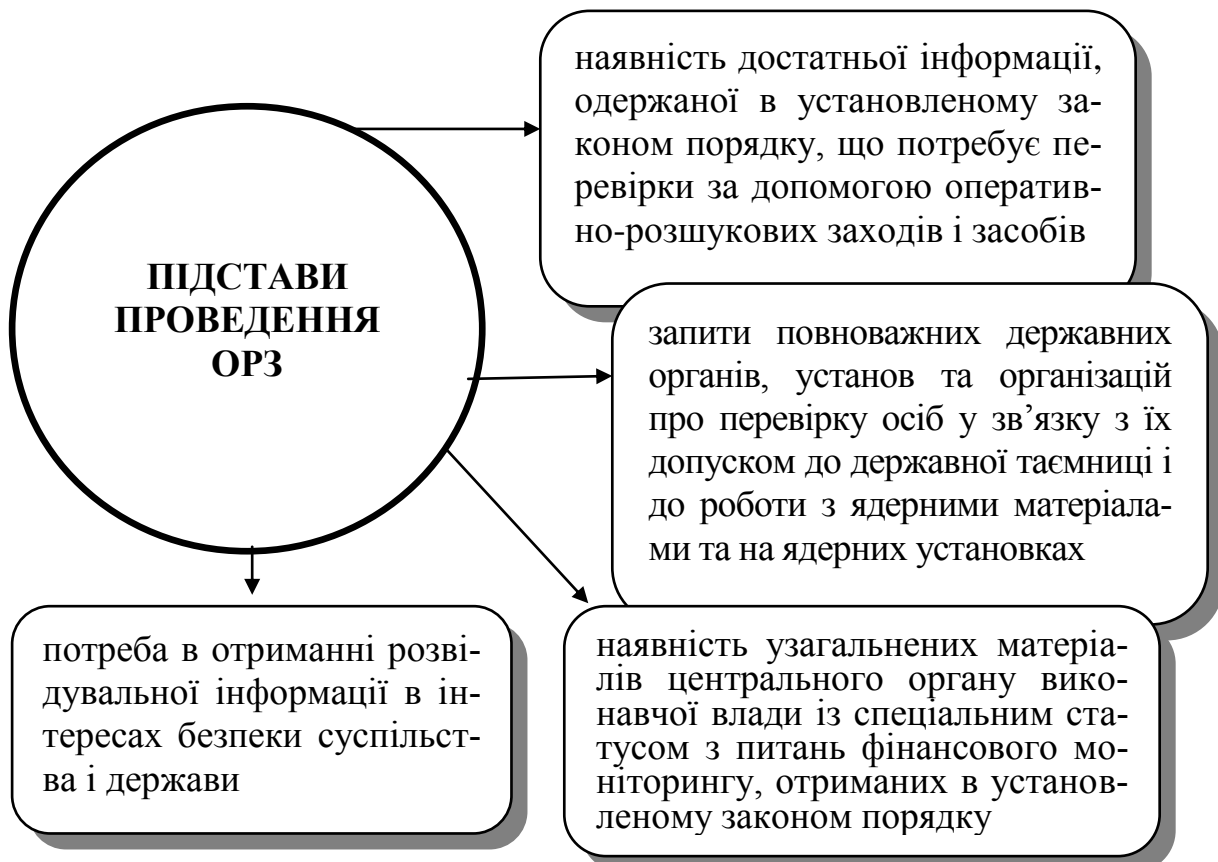 ПІДСТАВИ
ПРОВЕДЕННЯ
ОРЗ
наявність достатньої інформації,
одержаної в установленому за-
коном порядку, що потребує пе-
ревірки за допомогою оператив-
но-розшукових заходів і засобів
запити повноважних державних
органів, установ та організацій
про перевірку осіб у зв’язку з їх
допуском до державної таємниці і
до роботи з ядерними матеріала-
ми та на ядерних установках
наявність узагальнених матеріа-
лів центрального органу вико-
навчої влади із спеціальним ста-
тусом з питань фінансового мо-
ніторингу, отриманих в установ-
леному законом порядку
потреба в отриманні розві-
дувальної інформації в ін-
тересах безпеки суспільст-
ва і держави